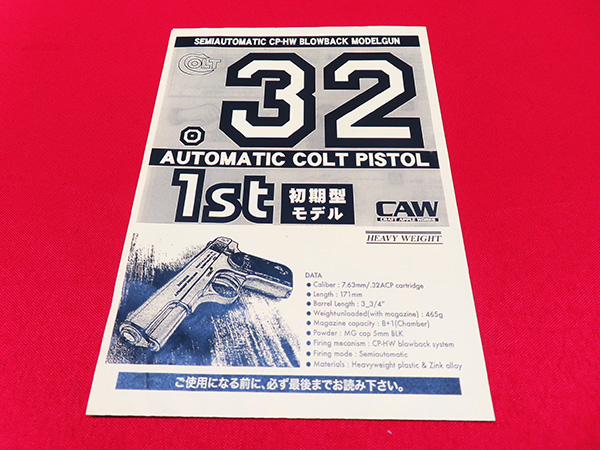 SEMIAUTOMATIC CP-HW BLOWBACK MODELGUN
COLT
.32
AUTOMATIC COLT PISTOL
1st 初期型
モデル
CAW
CRAFT APPLE WORKS
HEAVY WEIGHT
DATA
● Caliber : 7.63mm/.32ACP cartridge
● Length : 171mm
● Barrel Length : 3_3/4"
● Weightunloaded(with magazine) : 465g
● Magazine capacity : 8+1(Chamber)
● Powder : MG cap 5mm BLK
● Firing mecanism : CP-HW blowback system
● Firing mode : Semiautomatic
● Materials : Heavyweight plastic & Zink alloy
ご使用になる前に、必ず最後までお読み下さい。